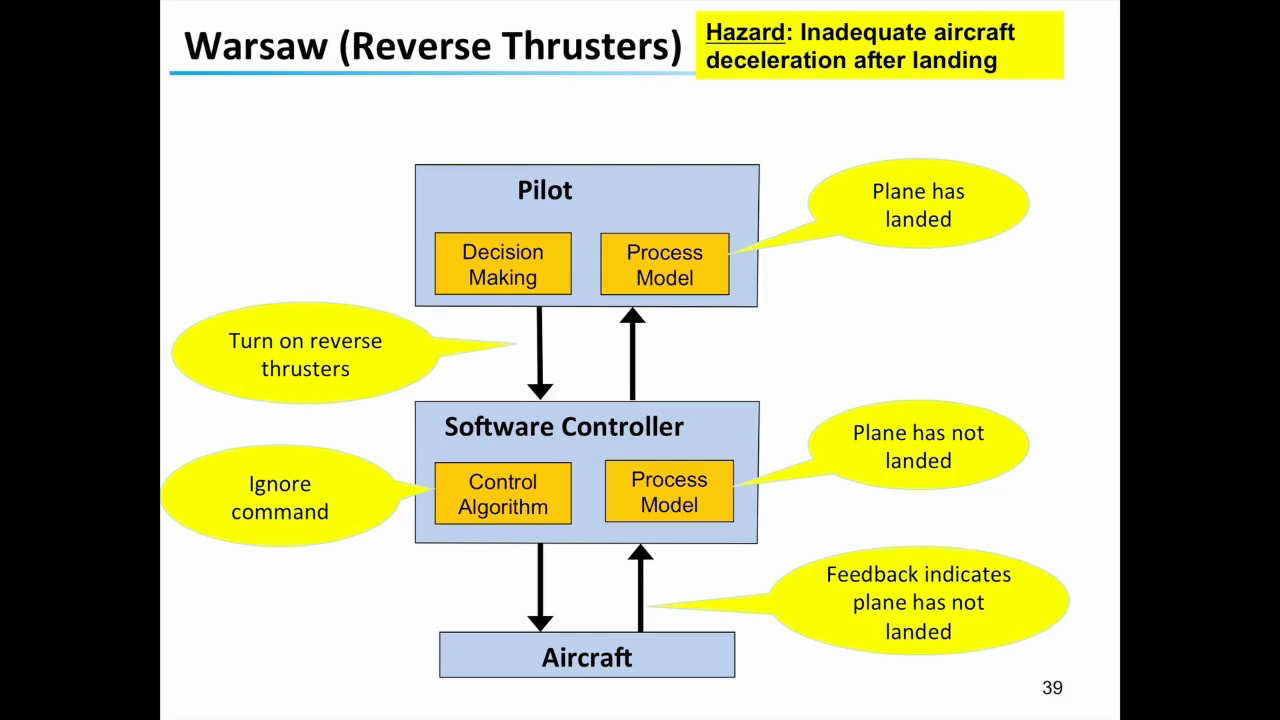 Warsaw (Reverse Thrusters)
Hazard: Inadequate aircraft
deceleration after landing
Pilot
Decision
Making
Process
Model
Plane has
landed
Turn on reverse
thrusters
Software Controller
Control
Algorithm
Process
Model
Plane has not
landed
Ignore
command
Feedback indicates
plane has not
landed
Aircraft
39